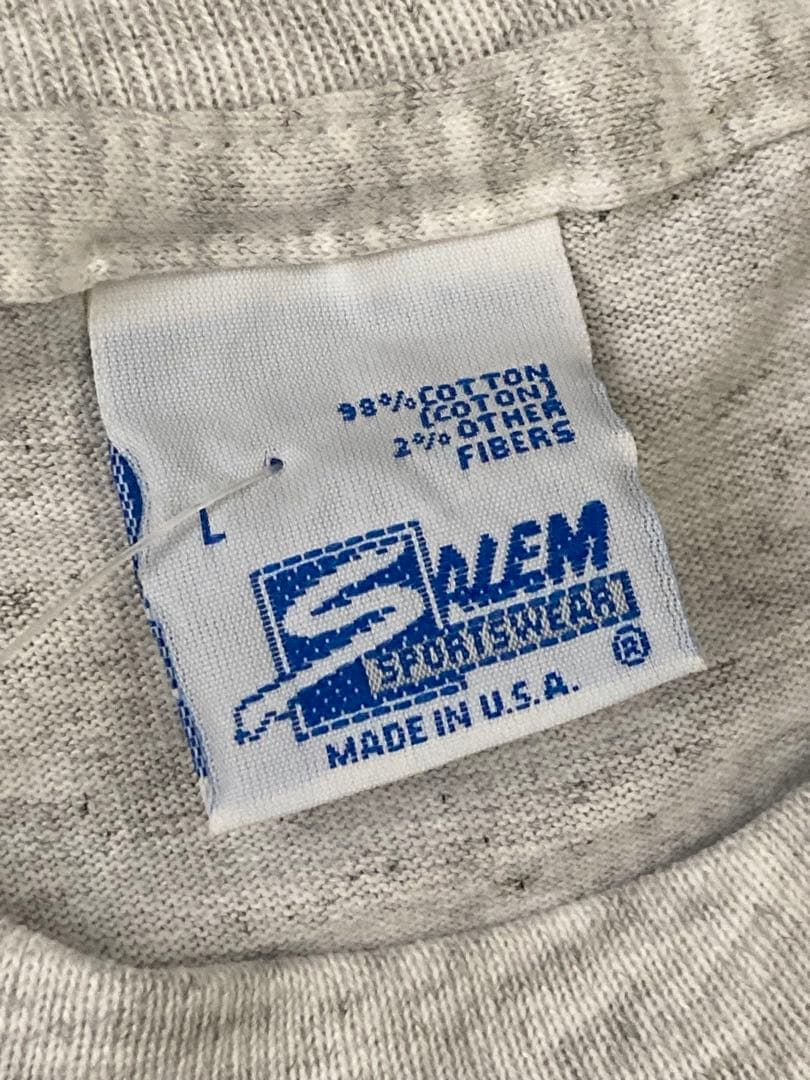 98% COTTON
(COTON)
2% OTHER
FIBERS
L
SALEM
SPORTSWEAR
®
MADE IN U.S.A.